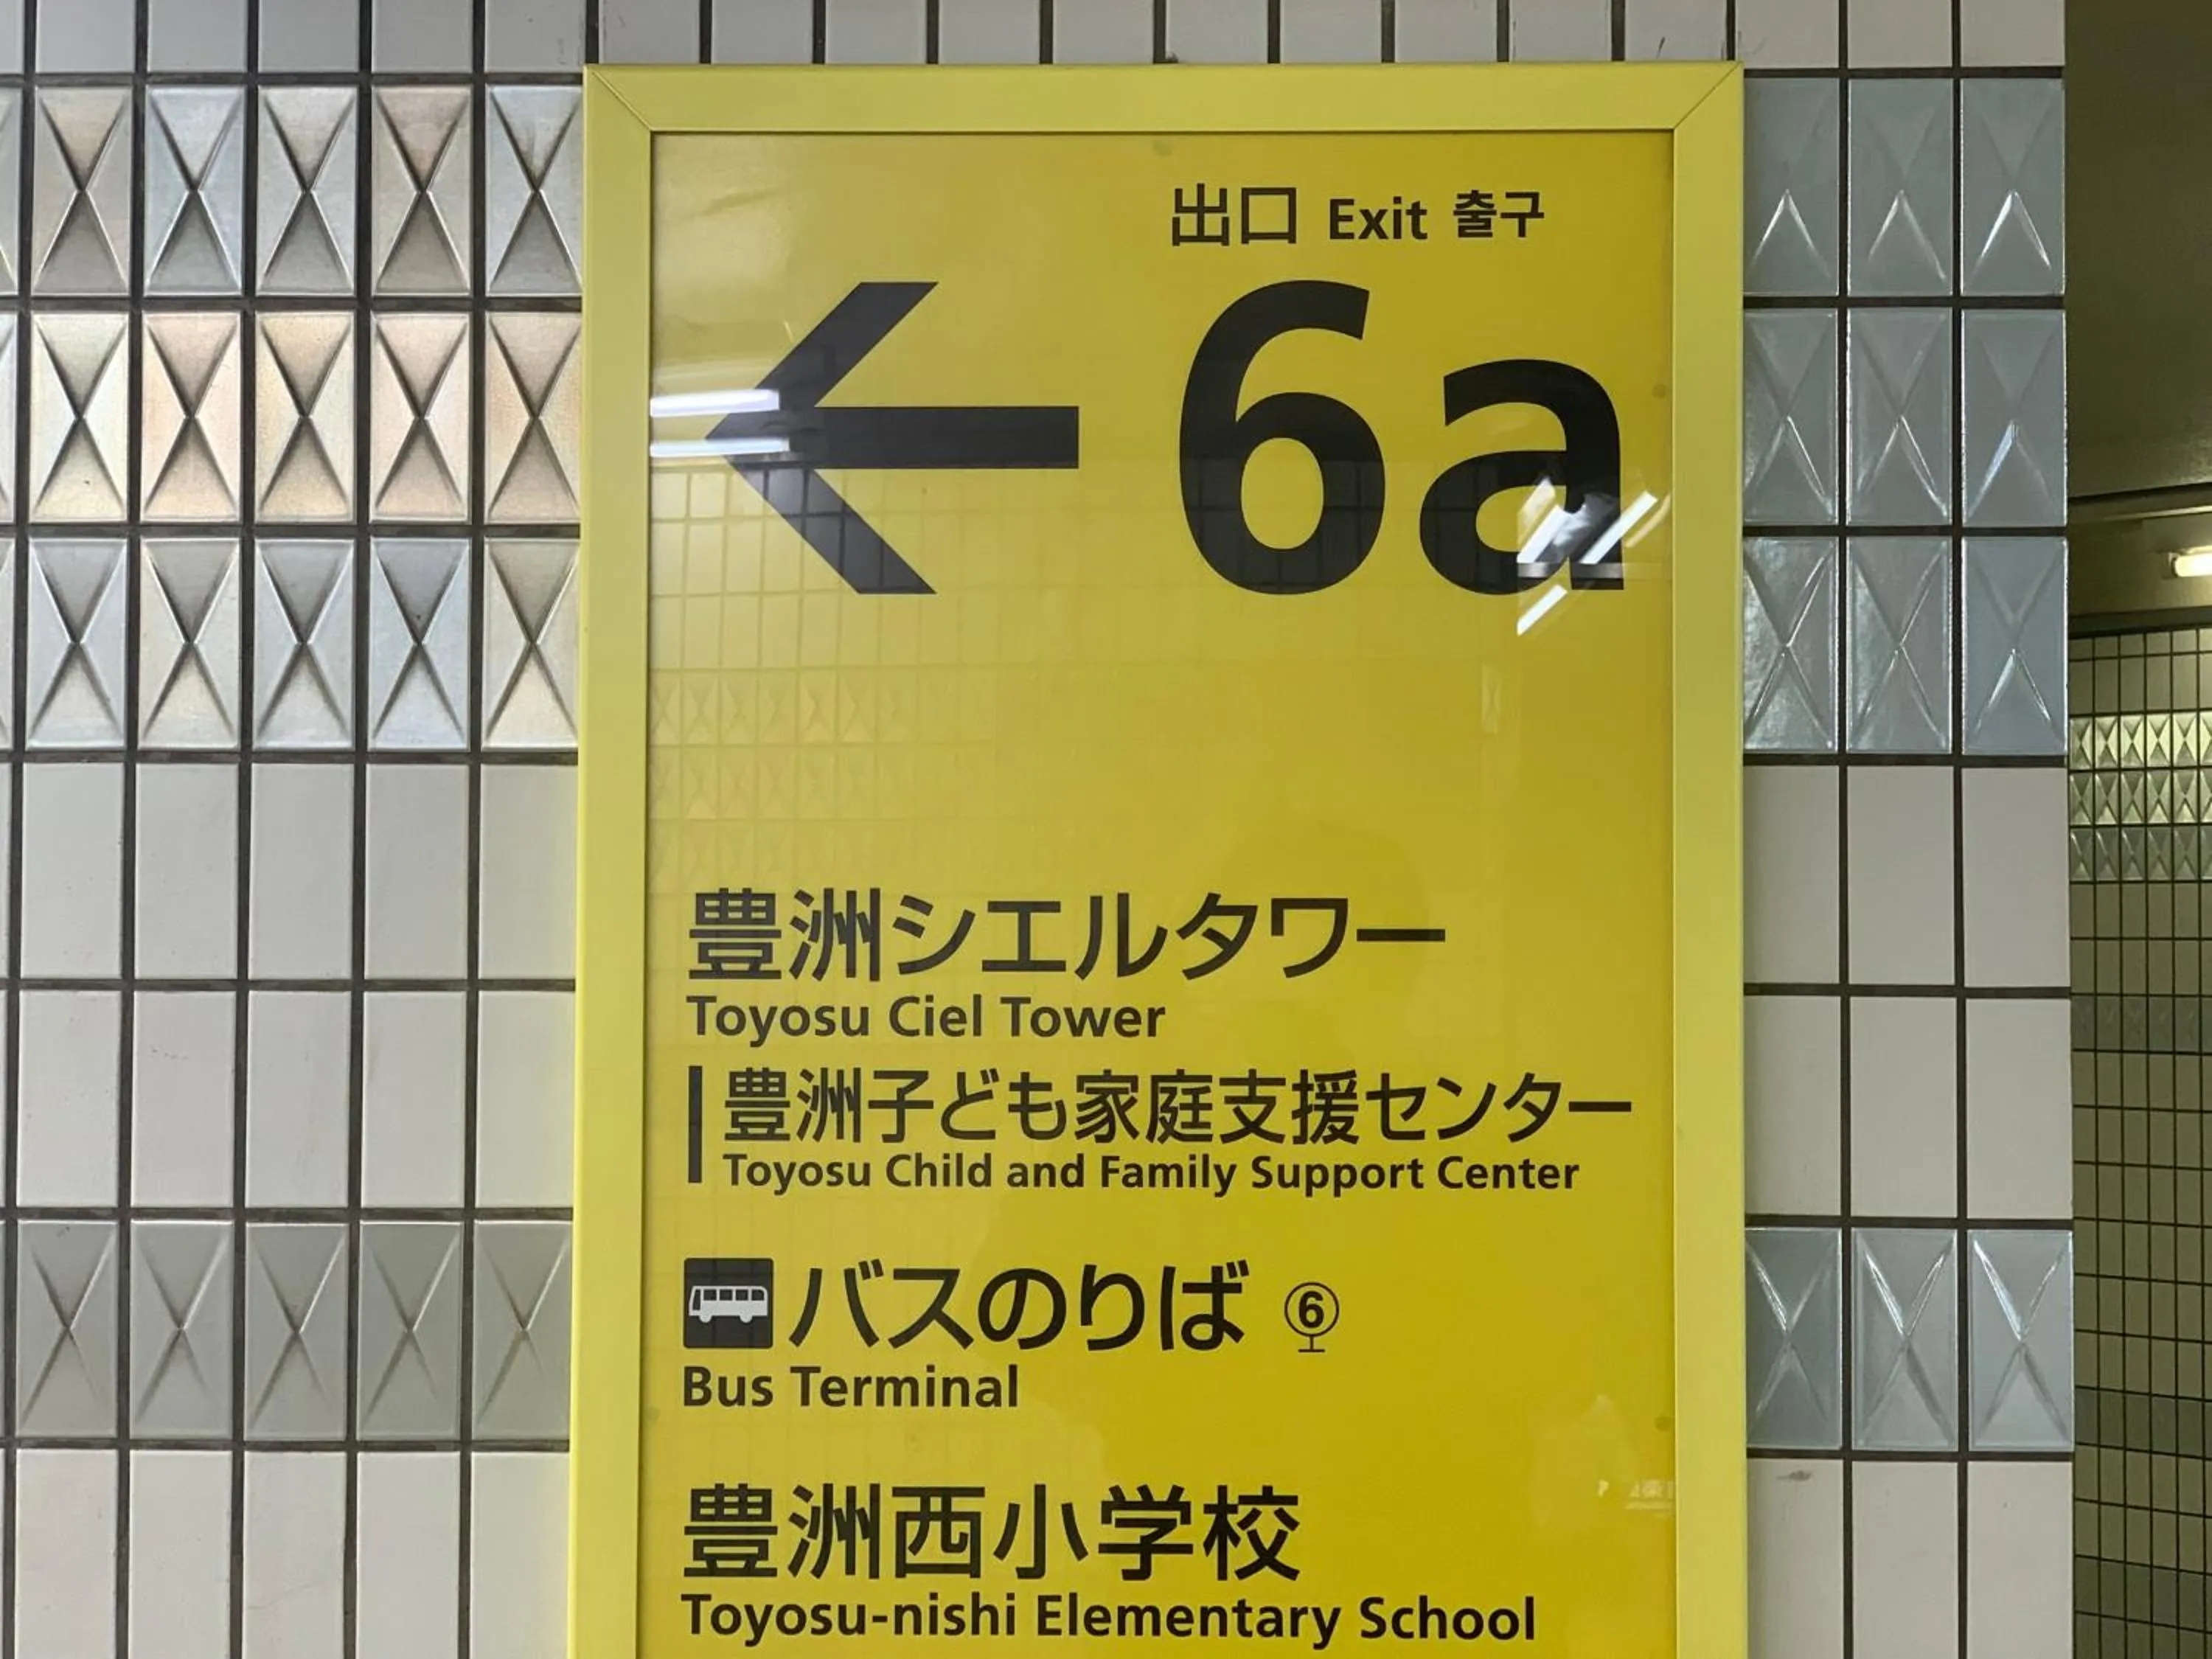 出口 Exit 출구
← 6a
豊洲シエルタワー
Toyosu Ciel Tower
豊洲子ども家庭支援センター
Toyosu Child and Family Support Center
バスのりば ⑥
Bus Terminal
豊洲西小学校
Toyosu-nishi Elementary School